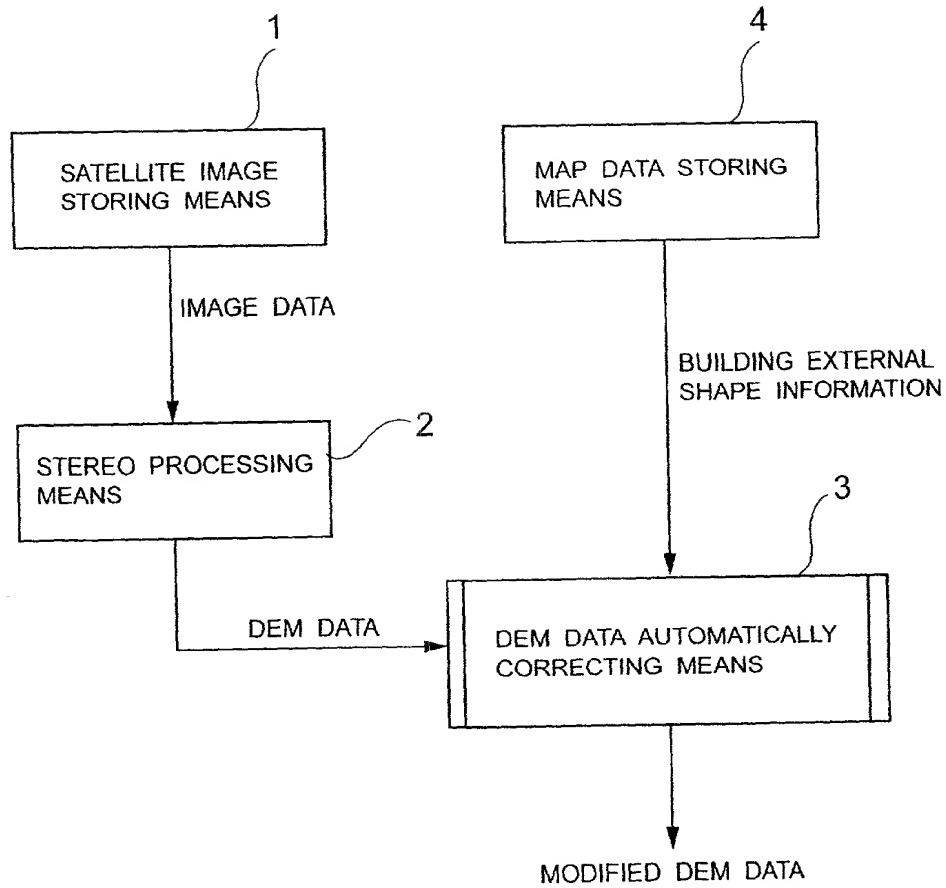 1
4
SATELLITE IMAGE
STORING MEANS
MAP DATA STORING
MEANS
IMAGE DATA
BUILDING EXTERNAL
SHAPE INFORMATION
2
STEREO PROCESSING
MEANS
3
DEM DATA
DEM DATA AUTOMATICALLY
CORRECTING MEANS
MODIFIED DEM DATA